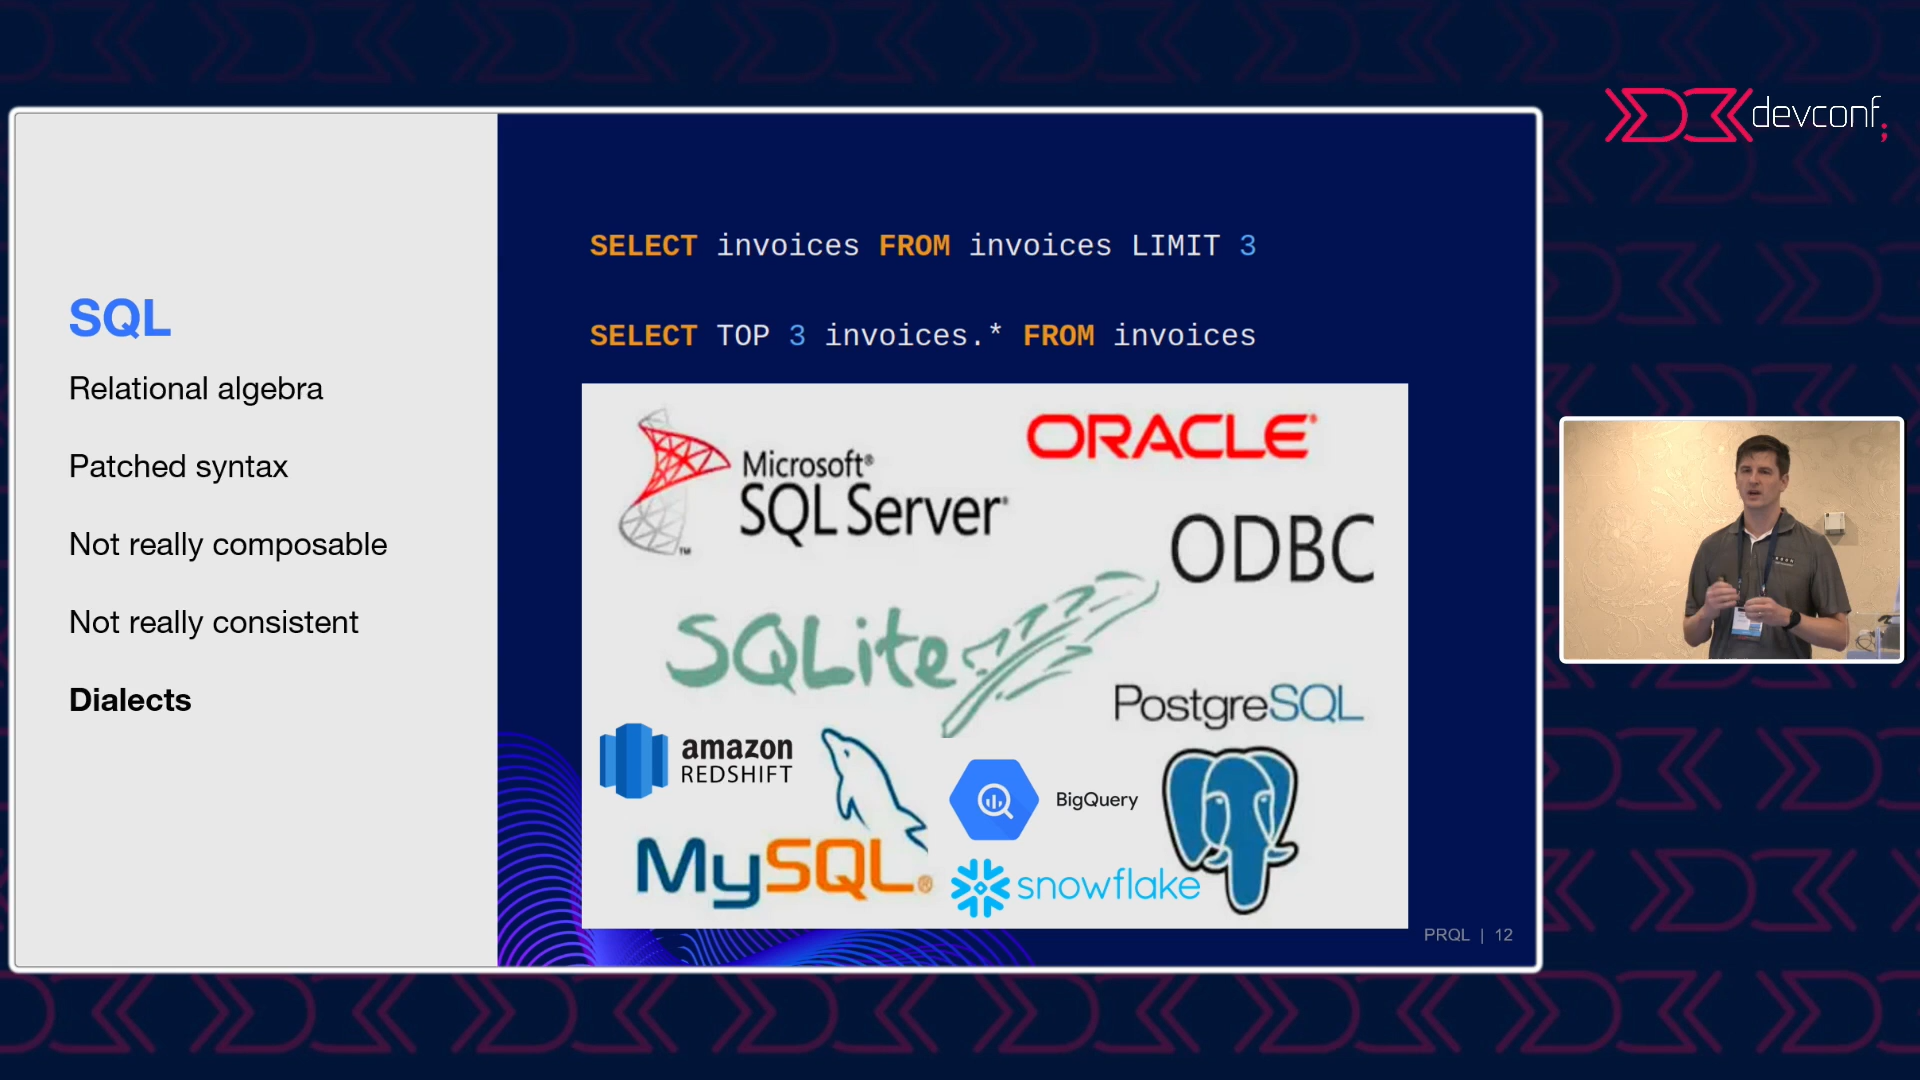 devconf;
SELECT invoices FROM invoices LIMIT 3
SELECT TOP 3 invoices.* FROM invoices
SQL
Relational algebra
Patched syntax
Not really composable
Not really consistent
Dialects
Microsoft®
SQL Server®
™
ORACLE®
ODBC
SQLite
PostgreSQL
amazon
REDSHIFT
MySQL®
BigQuery
snowflake
PRQL | 12